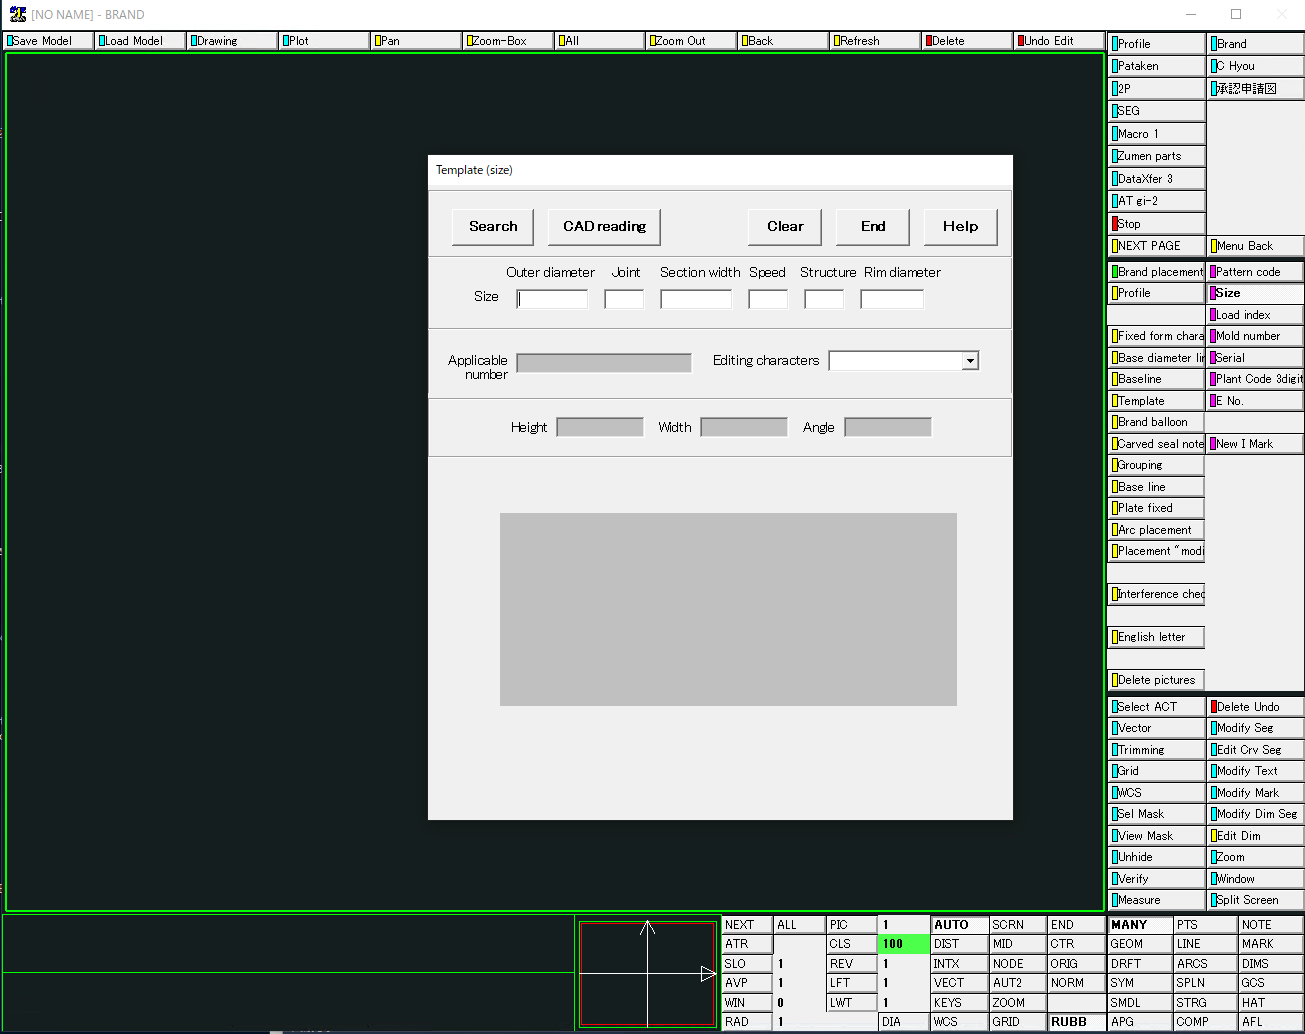 [NO NAME] - BRAND
Save Model Load Model Drawing Plot Pan Zoom-Box All Zoom Out Back Refresh Delete Undo Edit
Profile Brand
Pataken C Hyou
2P 承認申請図
SEG
Macro 1
Zumen parts
DataXfer 3
AT gi-2
Stop
NEXT PAGE Menu Back
Template (size)
Search CAD reading Clear End Help
Outer diameter Joint Section width Speed Structure Rim diameter
Size
Applicable number Editing characters
Height Width Angle
Brand placement Pattern code
Profile Size
Load index
Fixed form chara Mold number
Base diameter lin Serial
Baseline Plant Code 3digit
Template E No.
Brand balloon
Carved seal note New I Mark
Grouping
Base line
Plate fixed
Arc placement
Placement "modi
Interference chec
English letter
Delete pictures
Select ACT Delete Undo
Vector Modify Seg
Trimming Edit Crv Seg
Grid Modify Text
WCS Modify Mark
Sel Mask Modify Dim Seg
View Mask Edit Dim
Unhide Zoom
Verify Window
Measure Split Screen
NEXT ALL PIC 1 AUTO SCRN END MANY PTS NOTE
ATR CLS 100 DIST MID CTR GEOM LINE MARK
SLO 1 REV 1 INTX NODE ORIG DRFT ARCS DIMS
AVP 1 LFT 1 VECT AUT2 NORM SYM SPLN GCS
WIN 0 LWT 1 KEYS ZOOM SMDL STRG HAT
RAD 1 DIA WCS GRID RUBB APG COMP AFL